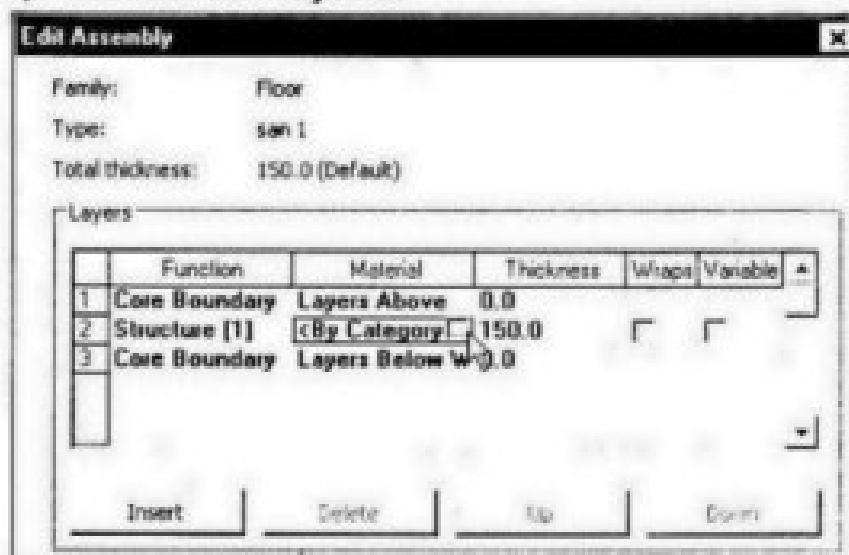 Edit Assembly
Family: Floor
Type: san 1
Total thickness: 150.0 (Default)
Layers
Function Material Thickness Wraps Variable
1 Core Boundary Layers Above 0.0
2 Structure [1] <By Category 150.0
3 Core Boundary Layers Below W 0.0
Insert Delete Up Down